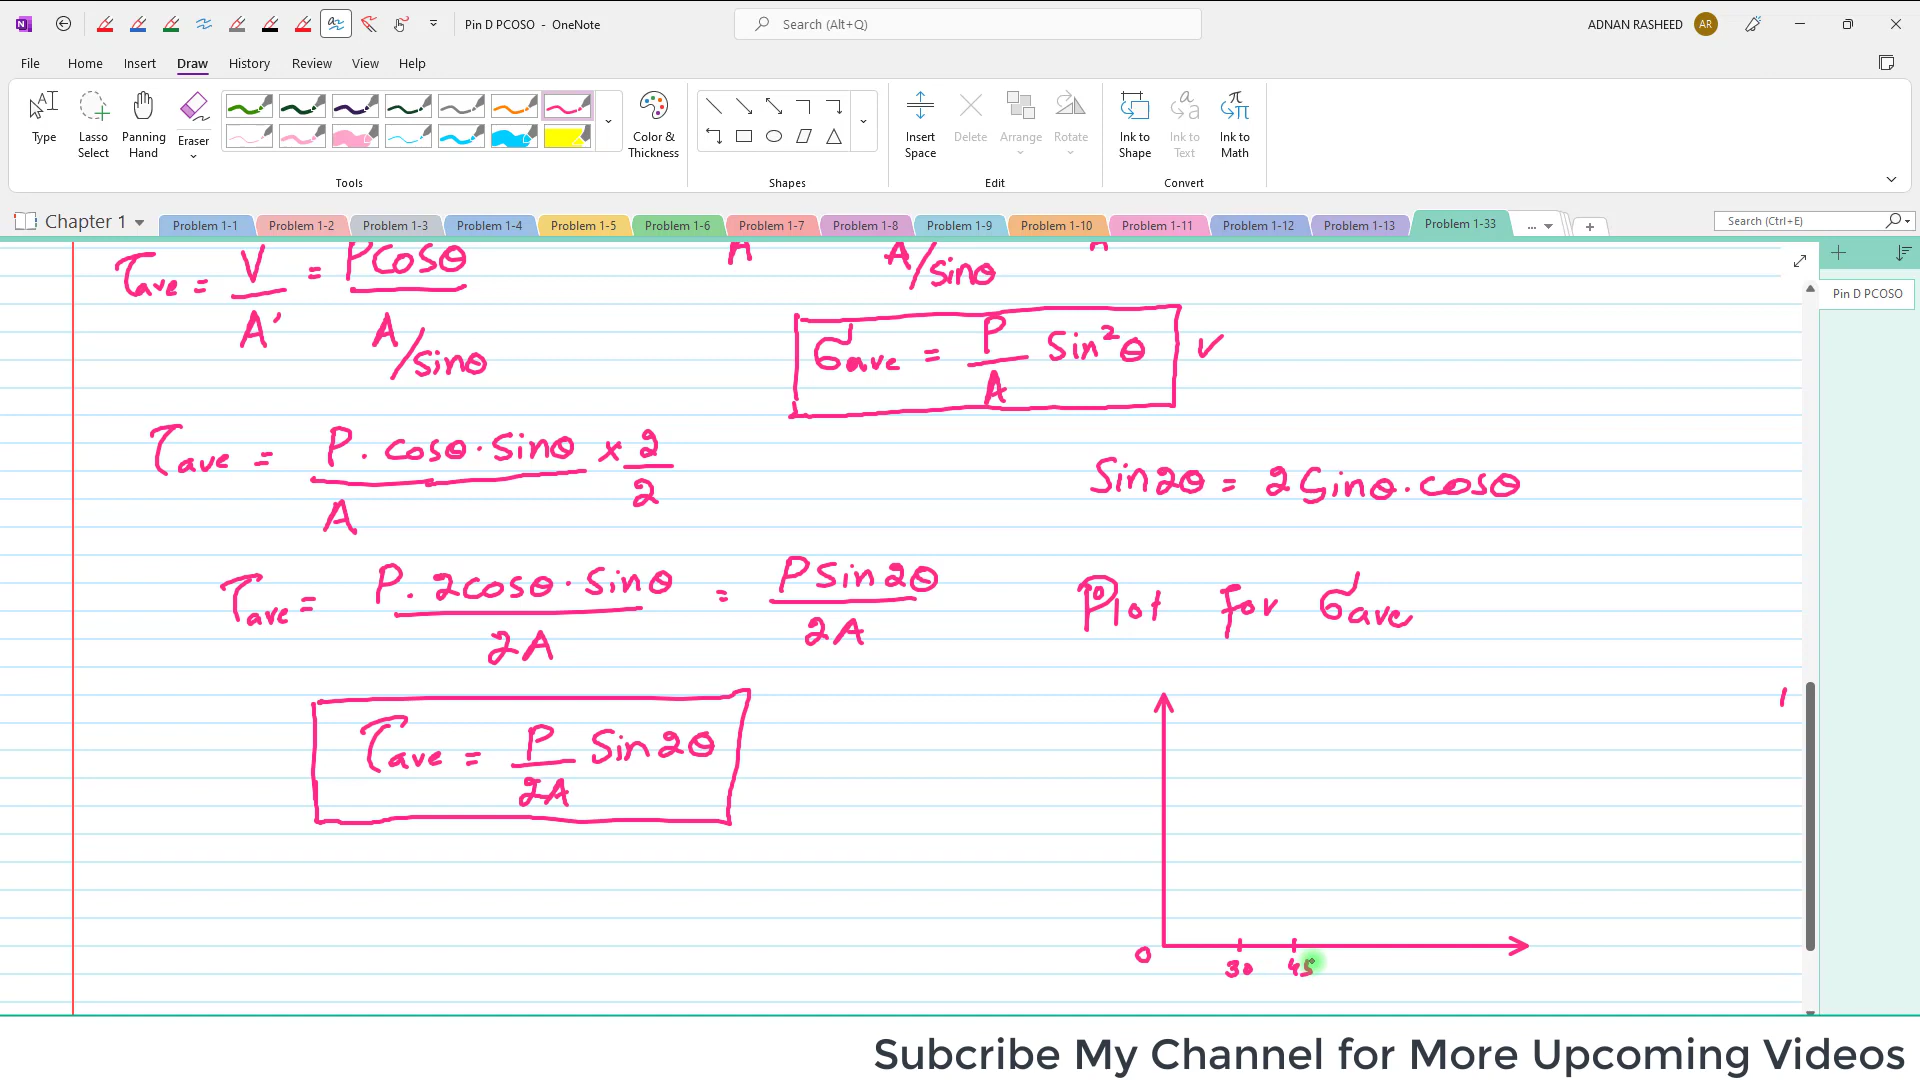 Pin D PCOSO - OneNote
Search (Alt+Q)
ADNAN RASHEED AR
File Home Insert Draw History Review View Help
Type
Lasso Select
Panning Hand
Eraser
Color & Thickness
Insert Space
Delete
Arrange
Rotate
Ink to Shape
Ink to Text
Ink to Math
Tools Shapes Edit Convert
Chapter 1 Problem 1-1 Problem 1-2 Problem 1-3 Problem 1-4 Problem 1-5 Problem 1-6 Problem 1-7 Problem 1-8 Problem 1-9 Problem 1-10 Problem 1-11 Problem 1-12 Problem 1-13 Problem 1-33 ... Search (Ctrl+E)
Pin D PCOSO
τave = V/A' = Pcosθ / A/sinθ
A A/sinθ
σave = P/A Sin²θ ✓
τave = P. cosθ.sinθ / A × 2/2
Sin2θ = 2Sinθ.cosθ
τave = P. 2cosθ.sinθ / 2A = PSin2θ / 2A
Plot for σave
τave = P/2A Sin2θ
0 30 45
Subcribe My Channel for More Upcoming Videos